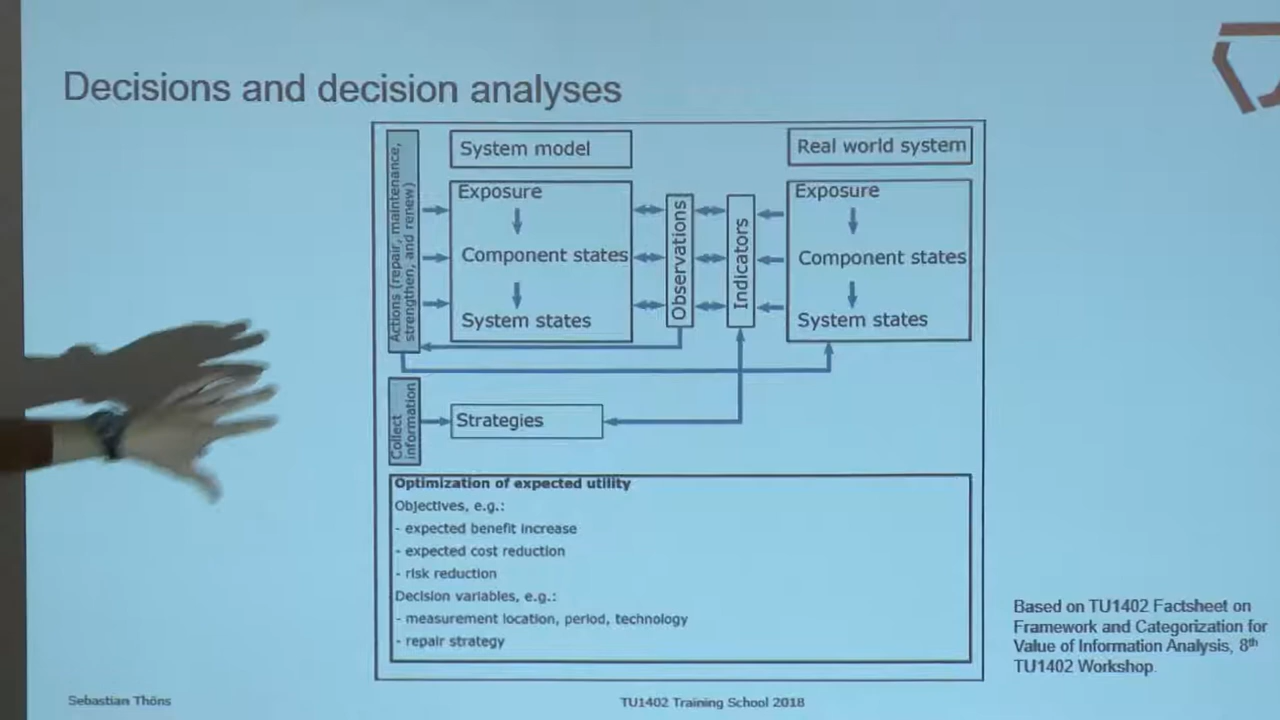 Decisions and decision analyses
Actions (repair, maintenance,
strengthen, and renew)
System model
Real world system
Exposure
Component states
System states
Observations
Indicators
Exposure
Component states
System states
Collect
information
Strategies
Optimization of expected utility
Objectives, e.g.:
- expected benefit increase
- expected cost reduction
- risk reduction
Decision variables, e.g.:
- measurement location, period, technology
- repair strategy
Based on TU1402 Factsheet on
Framework and Categorization for
Value of Information Analysis, 8th
TU1402 Workshop.
Sebastian Thöns
TU1402 Training School 2018